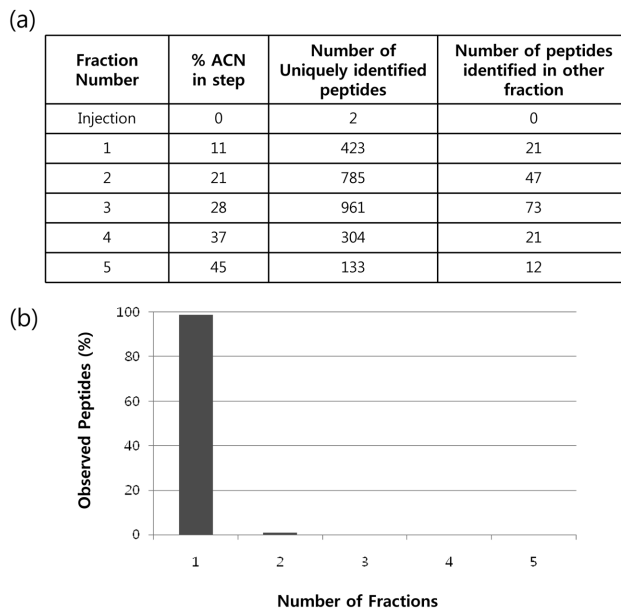 (a)
Fraction Number | % ACN in step | Number of Uniquely identified peptides | Number of peptides identified in other fraction
Injection | 0 | 2 | 0
1 | 11 | 423 | 21
2 | 21 | 785 | 47
3 | 28 | 961 | 73
4 | 37 | 304 | 21
5 | 45 | 133 | 12
(b)
Observed Peptides (%)
100
80
60
40
20
0
1 2 3 4 5
Number of Fractions